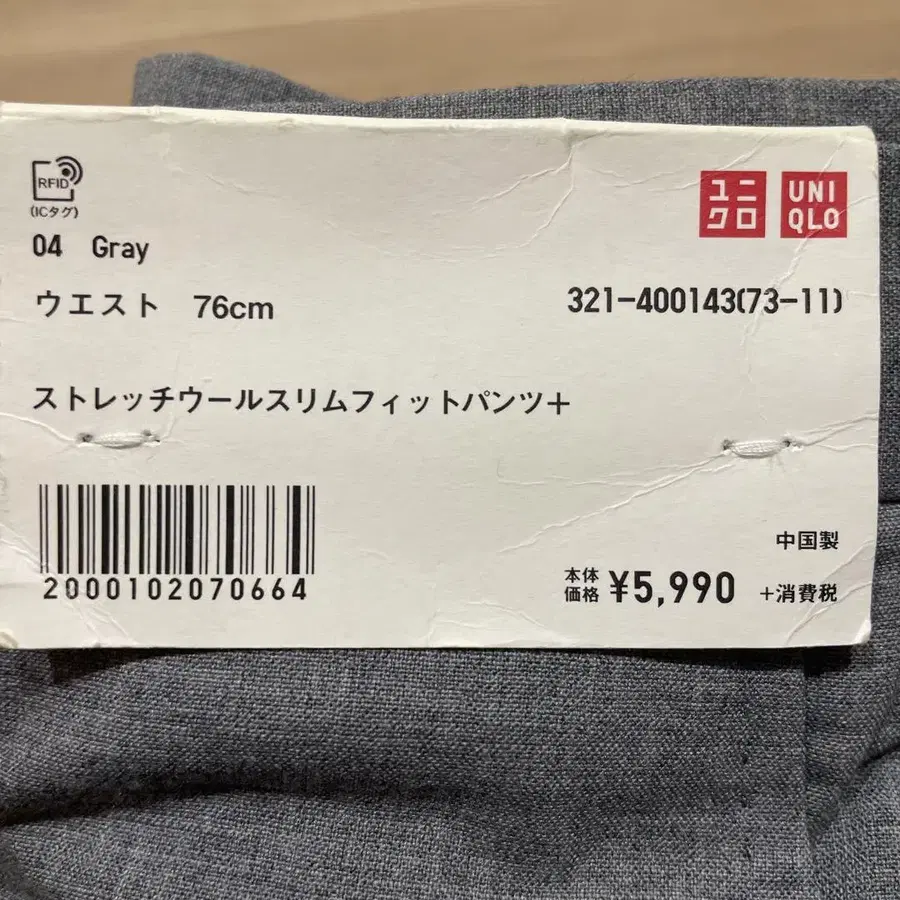 RFID
(ICタグ)
04 Gray
ユニ
クロ
UNI
QLO
ウエスト 76cm
321-400143(73-11)
ストレッチウールスリムフィットパンツ+
2000102070664
中国製
本体
価格 ¥5,990 +消費税